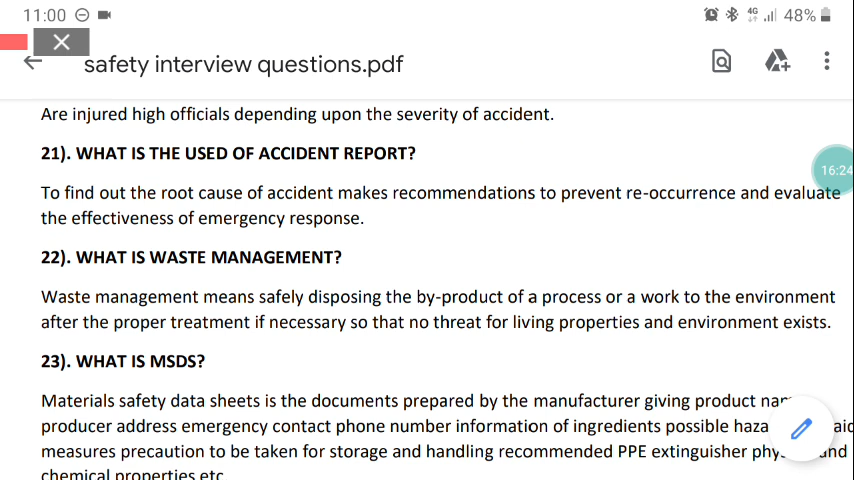 11:00
4G
48%
safety interview questions.pdf
Are injured high officials depending upon the severity of accident.
21). WHAT IS THE USED OF ACCIDENT REPORT?
16:24
To find out the root cause of accident makes recommendations to prevent re-occurrence and evaluate
the effectiveness of emergency response.
22). WHAT IS WASTE MANAGEMENT?
Waste management means safely disposing the by-product of a process or a work to the environment
after the proper treatment if necessary so that no threat for living properties and environment exists.
23). WHAT IS MSDS?
Materials safety data sheets is the documents prepared by the manufacturer giving product
producer address emergency contact phone number information of ingredients possible
measures precaution to be taken for storage and handling recommended PPE extinguisher and
chemical properties etc